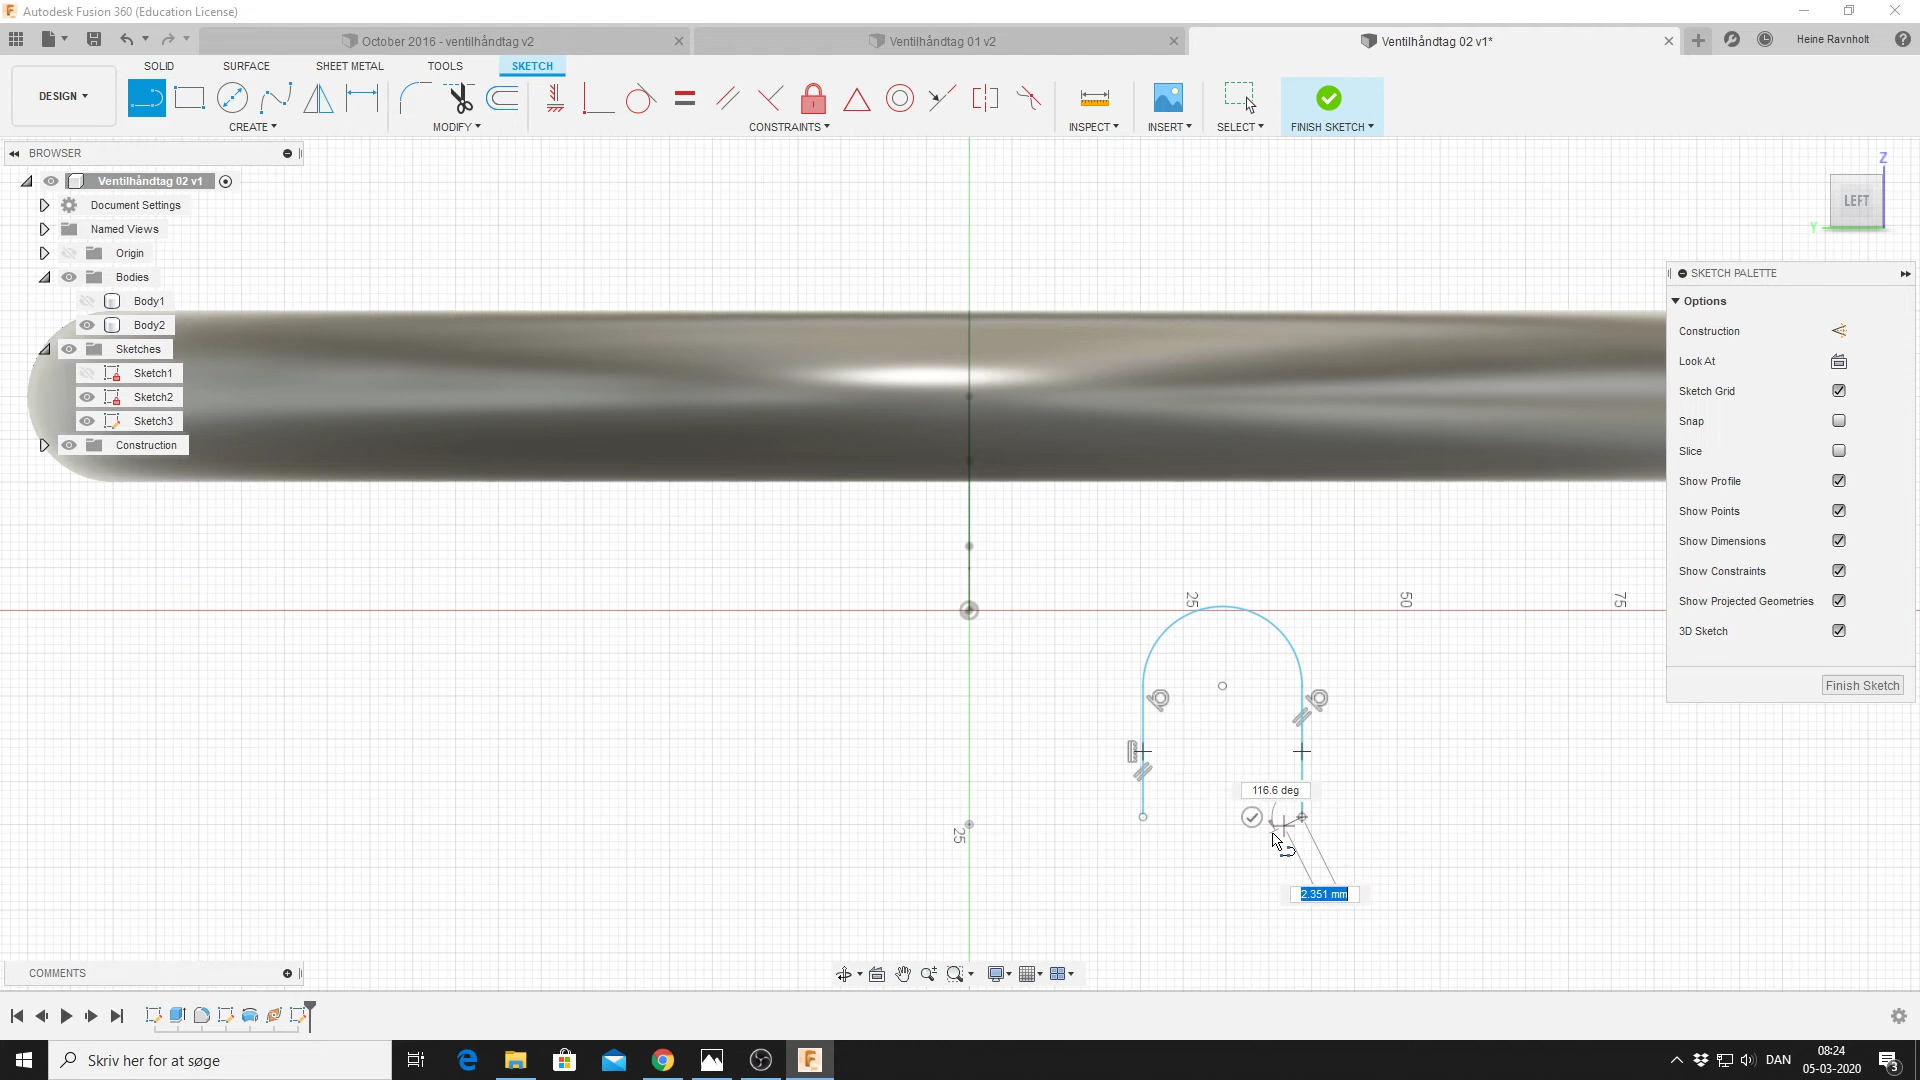 Autodesk Fusion 360 (Education License)
October 2016 - ventilhåndtag v2
Ventilhåndtag 01 v2
Ventilhåndtag 02 v1*
Heine Ravnholt
SOLID
SURFACE
SHEET METAL
TOOLS
SKETCH
DESIGN
CREATE
MODIFY
CONSTRAINTS
INSPECT
INSERT
SELECT
FINISH SKETCH
BROWSER
Ventilhåndtag 02 v1
Document Settings
Named Views
Origin
Bodies
Body1
Body2
Sketches
Sketch1
Sketch2
Sketch3
Construction
Z
LEFT
Y
SKETCH PALETTE
Options
Construction
Look At
Sketch Grid
Snap
Slice
Show Profile
Show Points
Show Dimensions
Show Constraints
Show Projected Geometries
3D Sketch
Finish Sketch
25
50
75
25
116.6 deg
2.351 mm
COMMENTS
Skriv her for at søge
DAN
08:24
05-03-2020
3